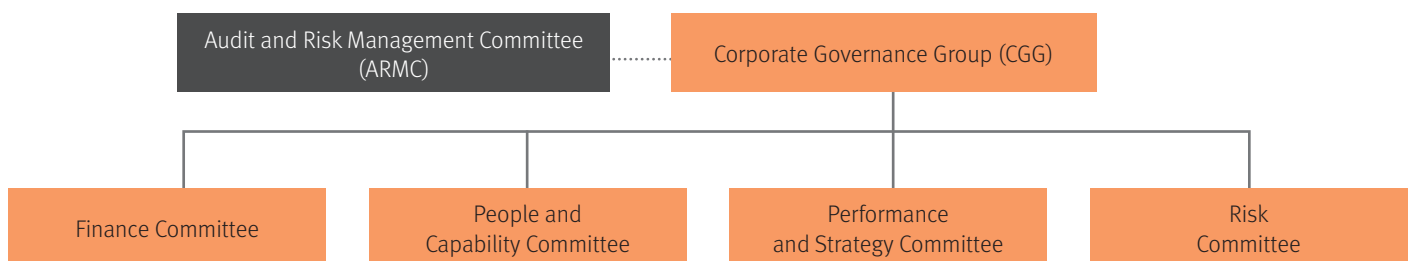 Audit and Risk Management Committee
(ARMC)
Corporate Governance Group (CGG)
Finance Committee
People and
Capability Committee
Performance
and Strategy Committee
Risk
Committee